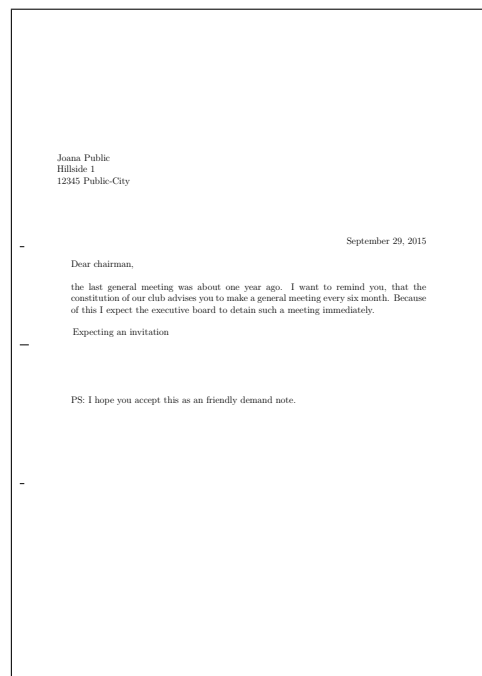 Joana Public
Hillside 1
12345 Public-City
September 29, 2015
Dear chairman,
the last general meeting was about one year ago. I want to remind you, that the
constitution of our club advises you to make a general meeting every six month. Because
of this I expect the executive board to detain such a meeting immediately.
Expecting an invitation
PS: I hope you accept this as an friendly demand note.